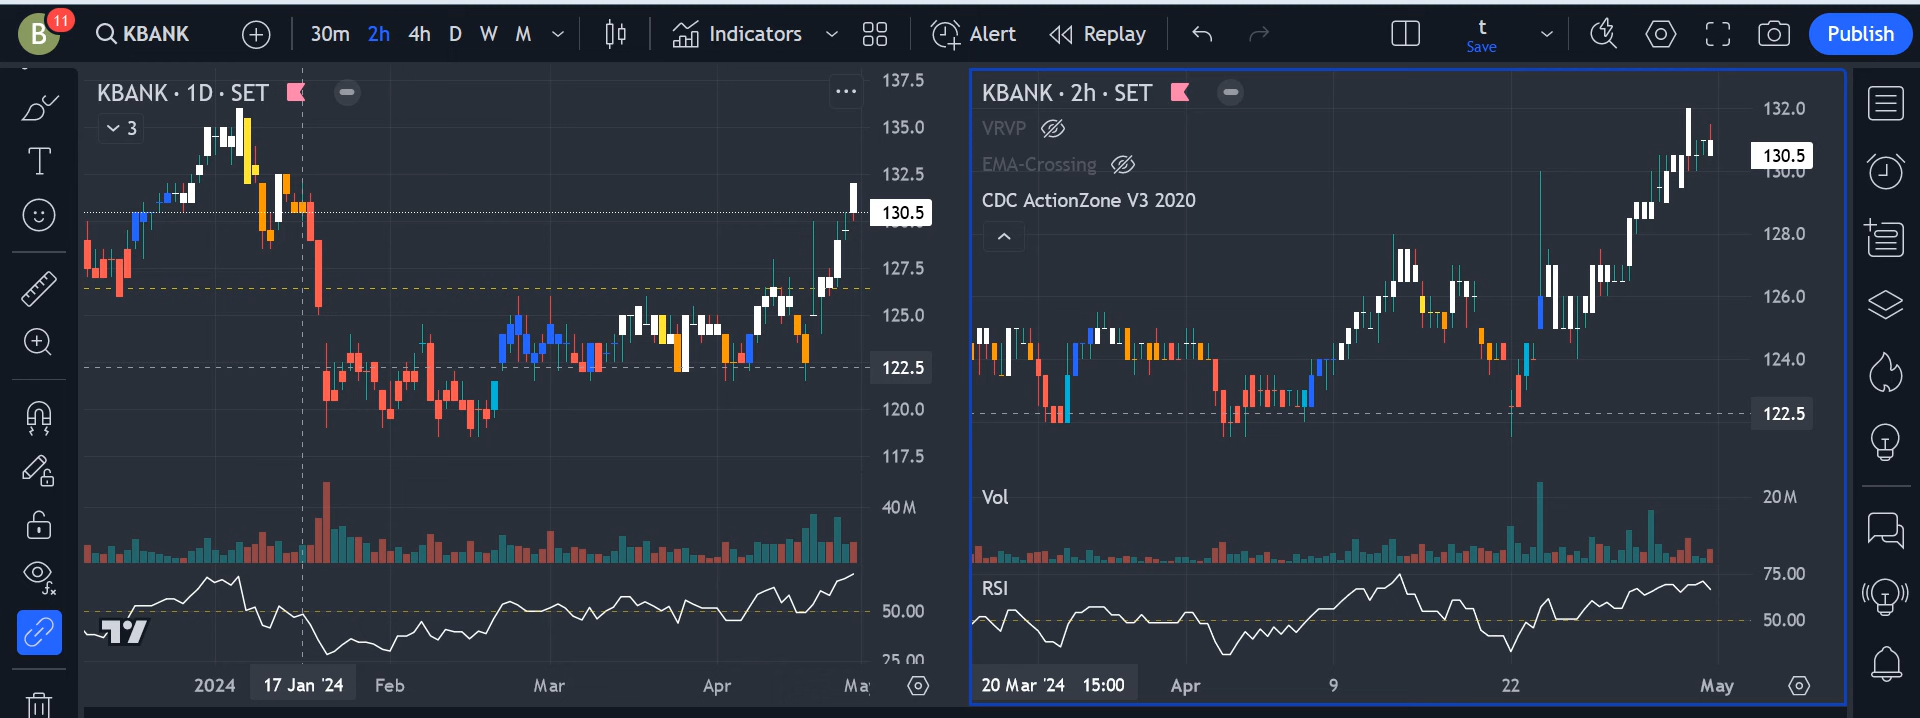 B 11 KBANK 30m 2h 4h D W M Indicators Alert Replay t Save Publish
KBANK · 1D · SET
3
137.5
135.0
132.5
130.5
127.5
125.0
122.5
120.0
117.5
40 M
50.00
25.00
2024 17 Jan '24 Feb Mar Apr
KBANK · 2h · SET
VRVP
EMA-Crossing
CDC ActionZone V3 2020
132.0
130.5
130.0
128.0
126.0
124.0
122.5
Vol
20 M
RSI
75.00
50.00
20 Mar '24 15:00 Apr 9 22 May